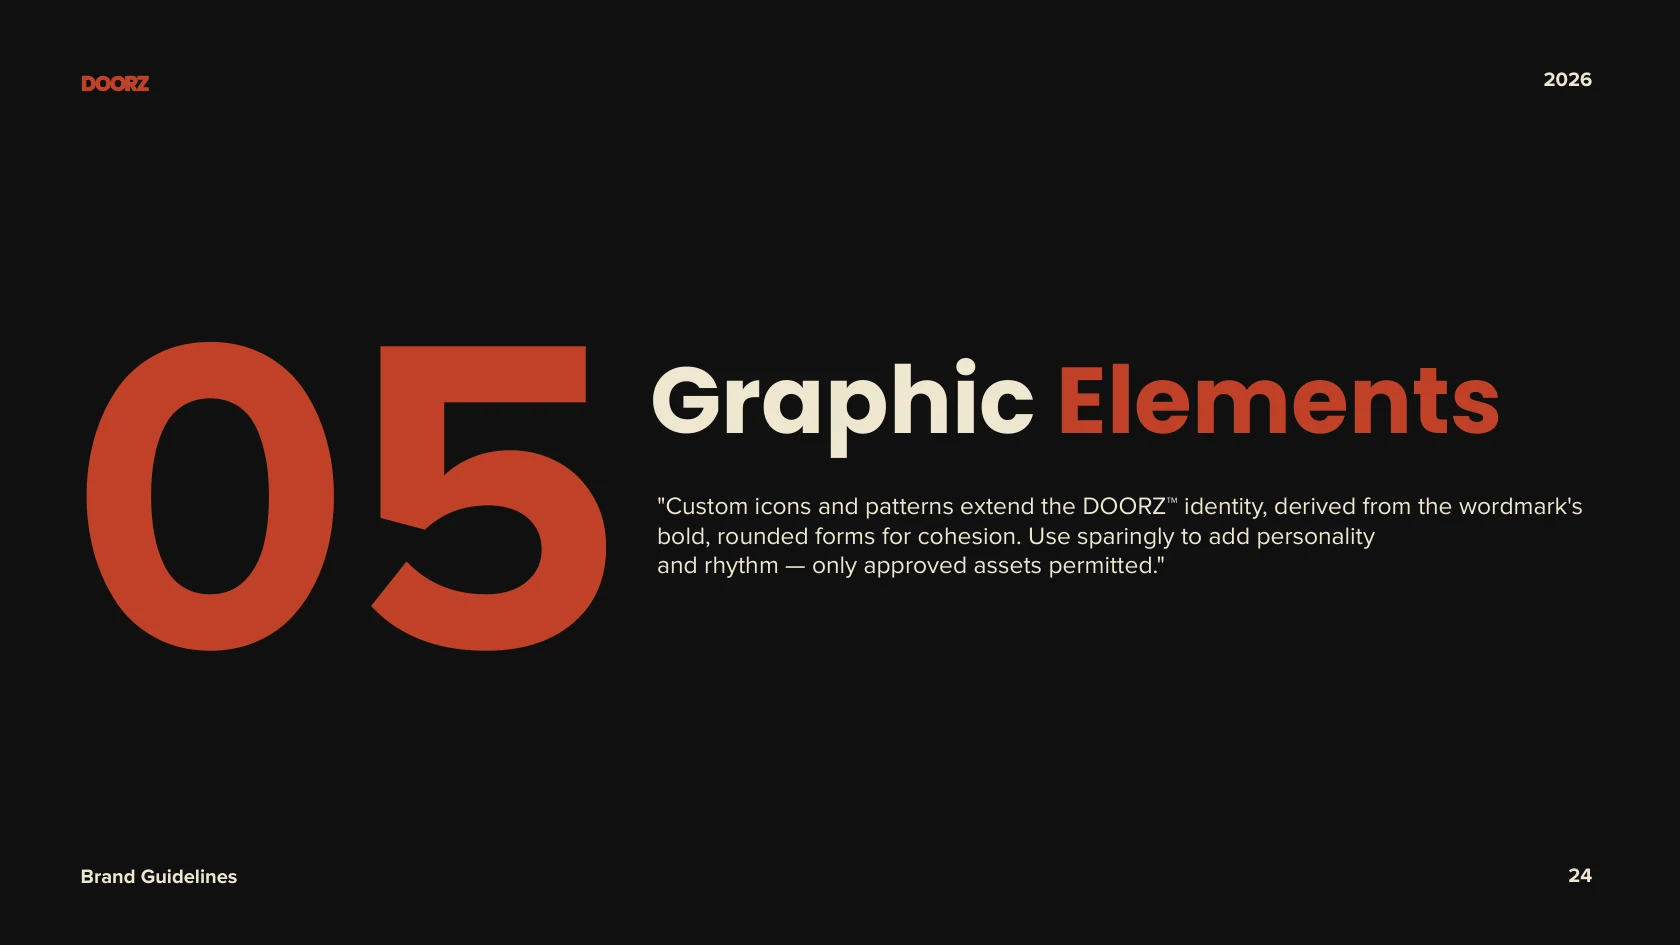 DOORZ
2026
05
Graphic Elements
"Custom icons and patterns extend the DOORZ™ identity, derived from the wordmark's
bold, rounded forms for cohesion. Use sparingly to add personality
and rhythm — only approved assets permitted."
Brand Guidelines
24